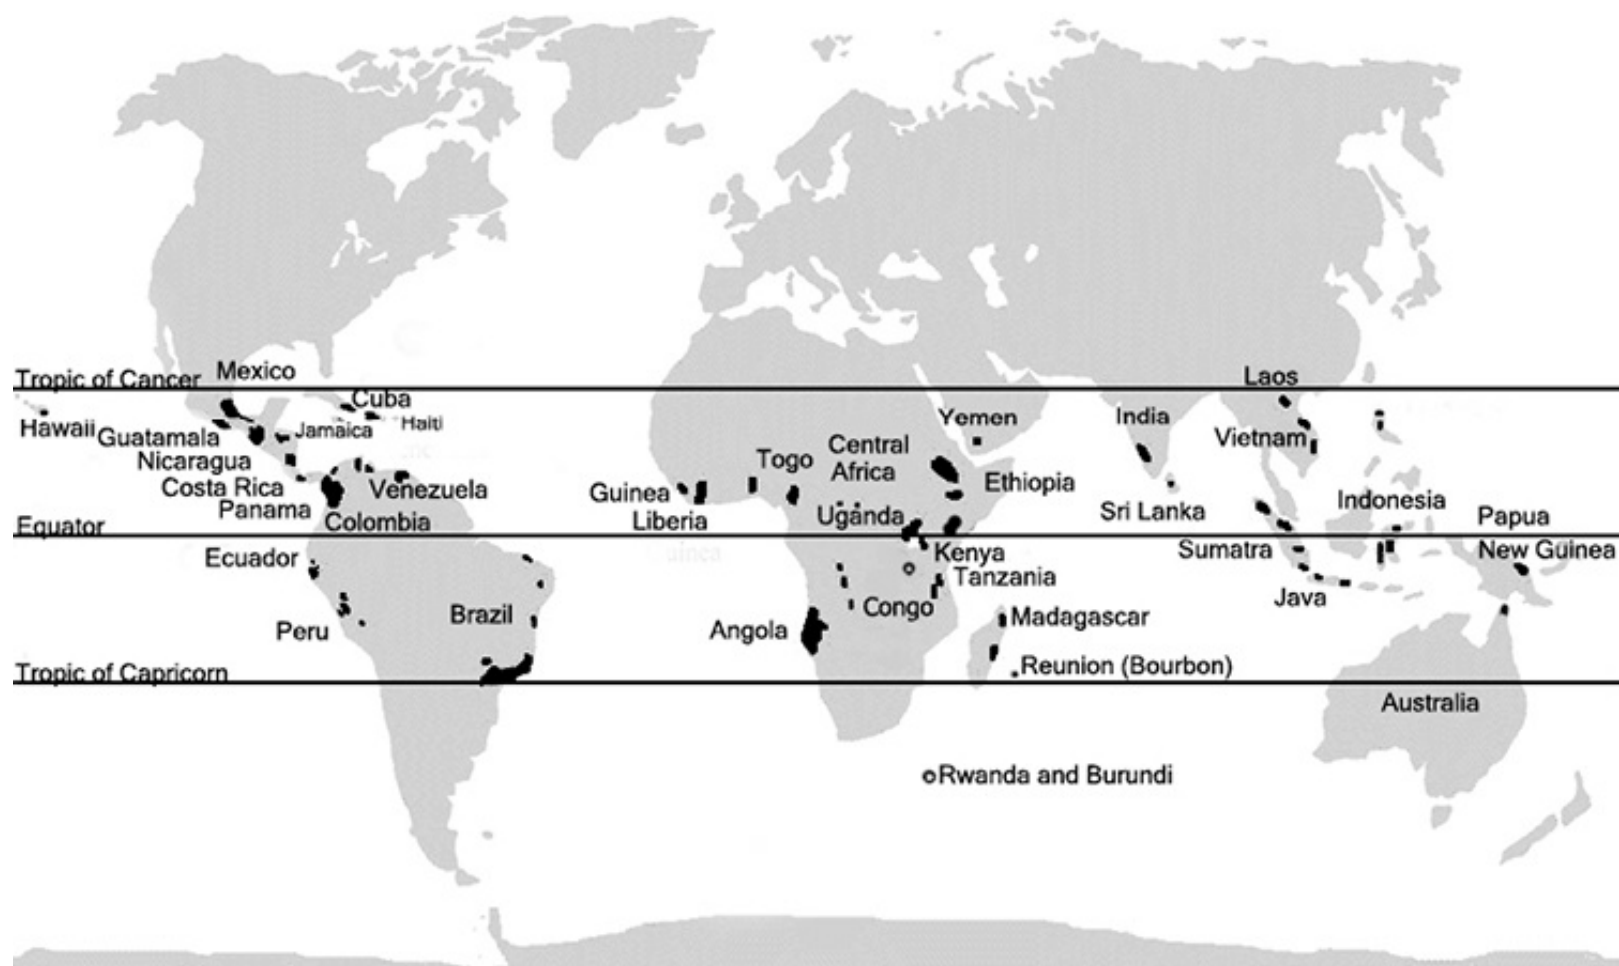 Tropic of Cancer
Mexico
Laos
Cuba
Haiti
Hawaii
Guatamala
Jamaica
Yemen
India
Vietnam
Nicaragua
Central
Africa
Togo
Costa Rica
Venezuela
Guinea
Ethiopia
Panama
Colombia
Liberia
Uganda
Sri Lanka
Indonesia
Papua
New Guinea
Equator
Ecuador
Kenya
Sumatra
Tanzania
Java
Peru
Brazil
Congo
Angola
Madagascar
Reunion (Bourbon)
Tropic of Capricorn
Australia
Rwanda and Burundi